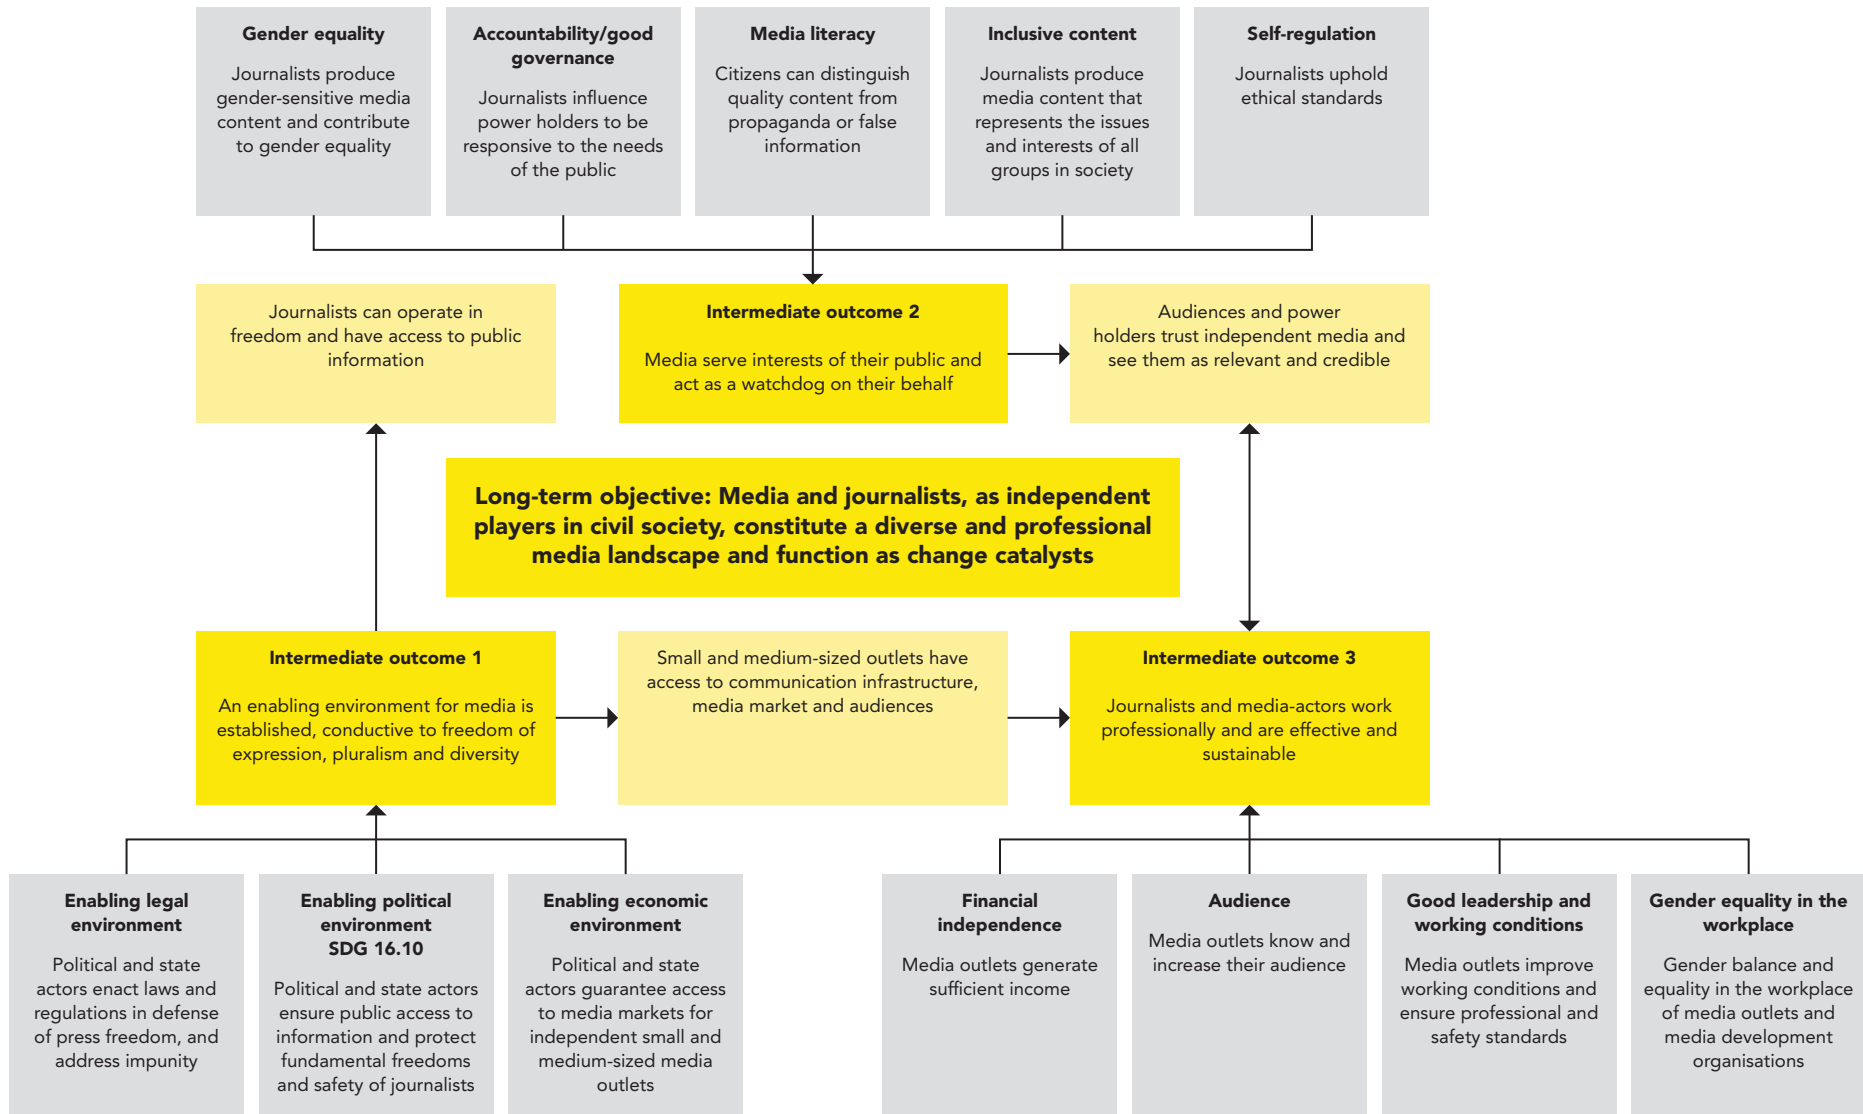 Gender equality
Journalists produce
gender-sensitive media
content and contribute
to gender equality
Accountability/good
governance
Journalists influence
power holders to be
responsive to the needs
of the public
Media literacy
Citizens can distinguish
quality content from
propaganda or false
information
Inclusive content
Journalists produce
media content that
represents the issues
and interests of all
groups in society
Self-regulation
Journalists uphold
ethical standards
Journalists can operate in
freedom and have access to public
information
Intermediate outcome 2
Media serve interests of their public and
act as a watchdog on their behalf
Audiences and power
holders trust independent media and
see them as relevant and credible
Long-term objective: Media and journalists, as independent
players in civil society, constitute a diverse and professional
media landscape and function as change catalysts
Intermediate outcome 1
An enabling environment for media is
established, conductive to freedom of
expression, pluralism and diversity
Small and medium-sized outlets have
access to communication infrastructure,
media market and audiences
Intermediate outcome 3
Journalists and media-actors work
professionally and are effective and
sustainable
Enabling legal
environment
Political and state
actors enact laws and
regulations in defense
of press freedom, and
address impunity
Enabling political
environment
SDG 16.10
Political and state actors
ensure public access to
information and protect
fundamental freedoms
and safety of journalists
Enabling economic
environment
Political and state
actors guarantee access
to media markets for
independent small and
medium-sized media
outlets
Financial
independence
Media outlets generate
sufficient income
Audience
Media outlets know and
increase their audience
Good leadership and
working conditions
Media outlets improve
working conditions and
ensure professional and
safety standards
Gender equality in the
workplace
Gender balance and
equality in the workplace
of media outlets and
media development
organisations